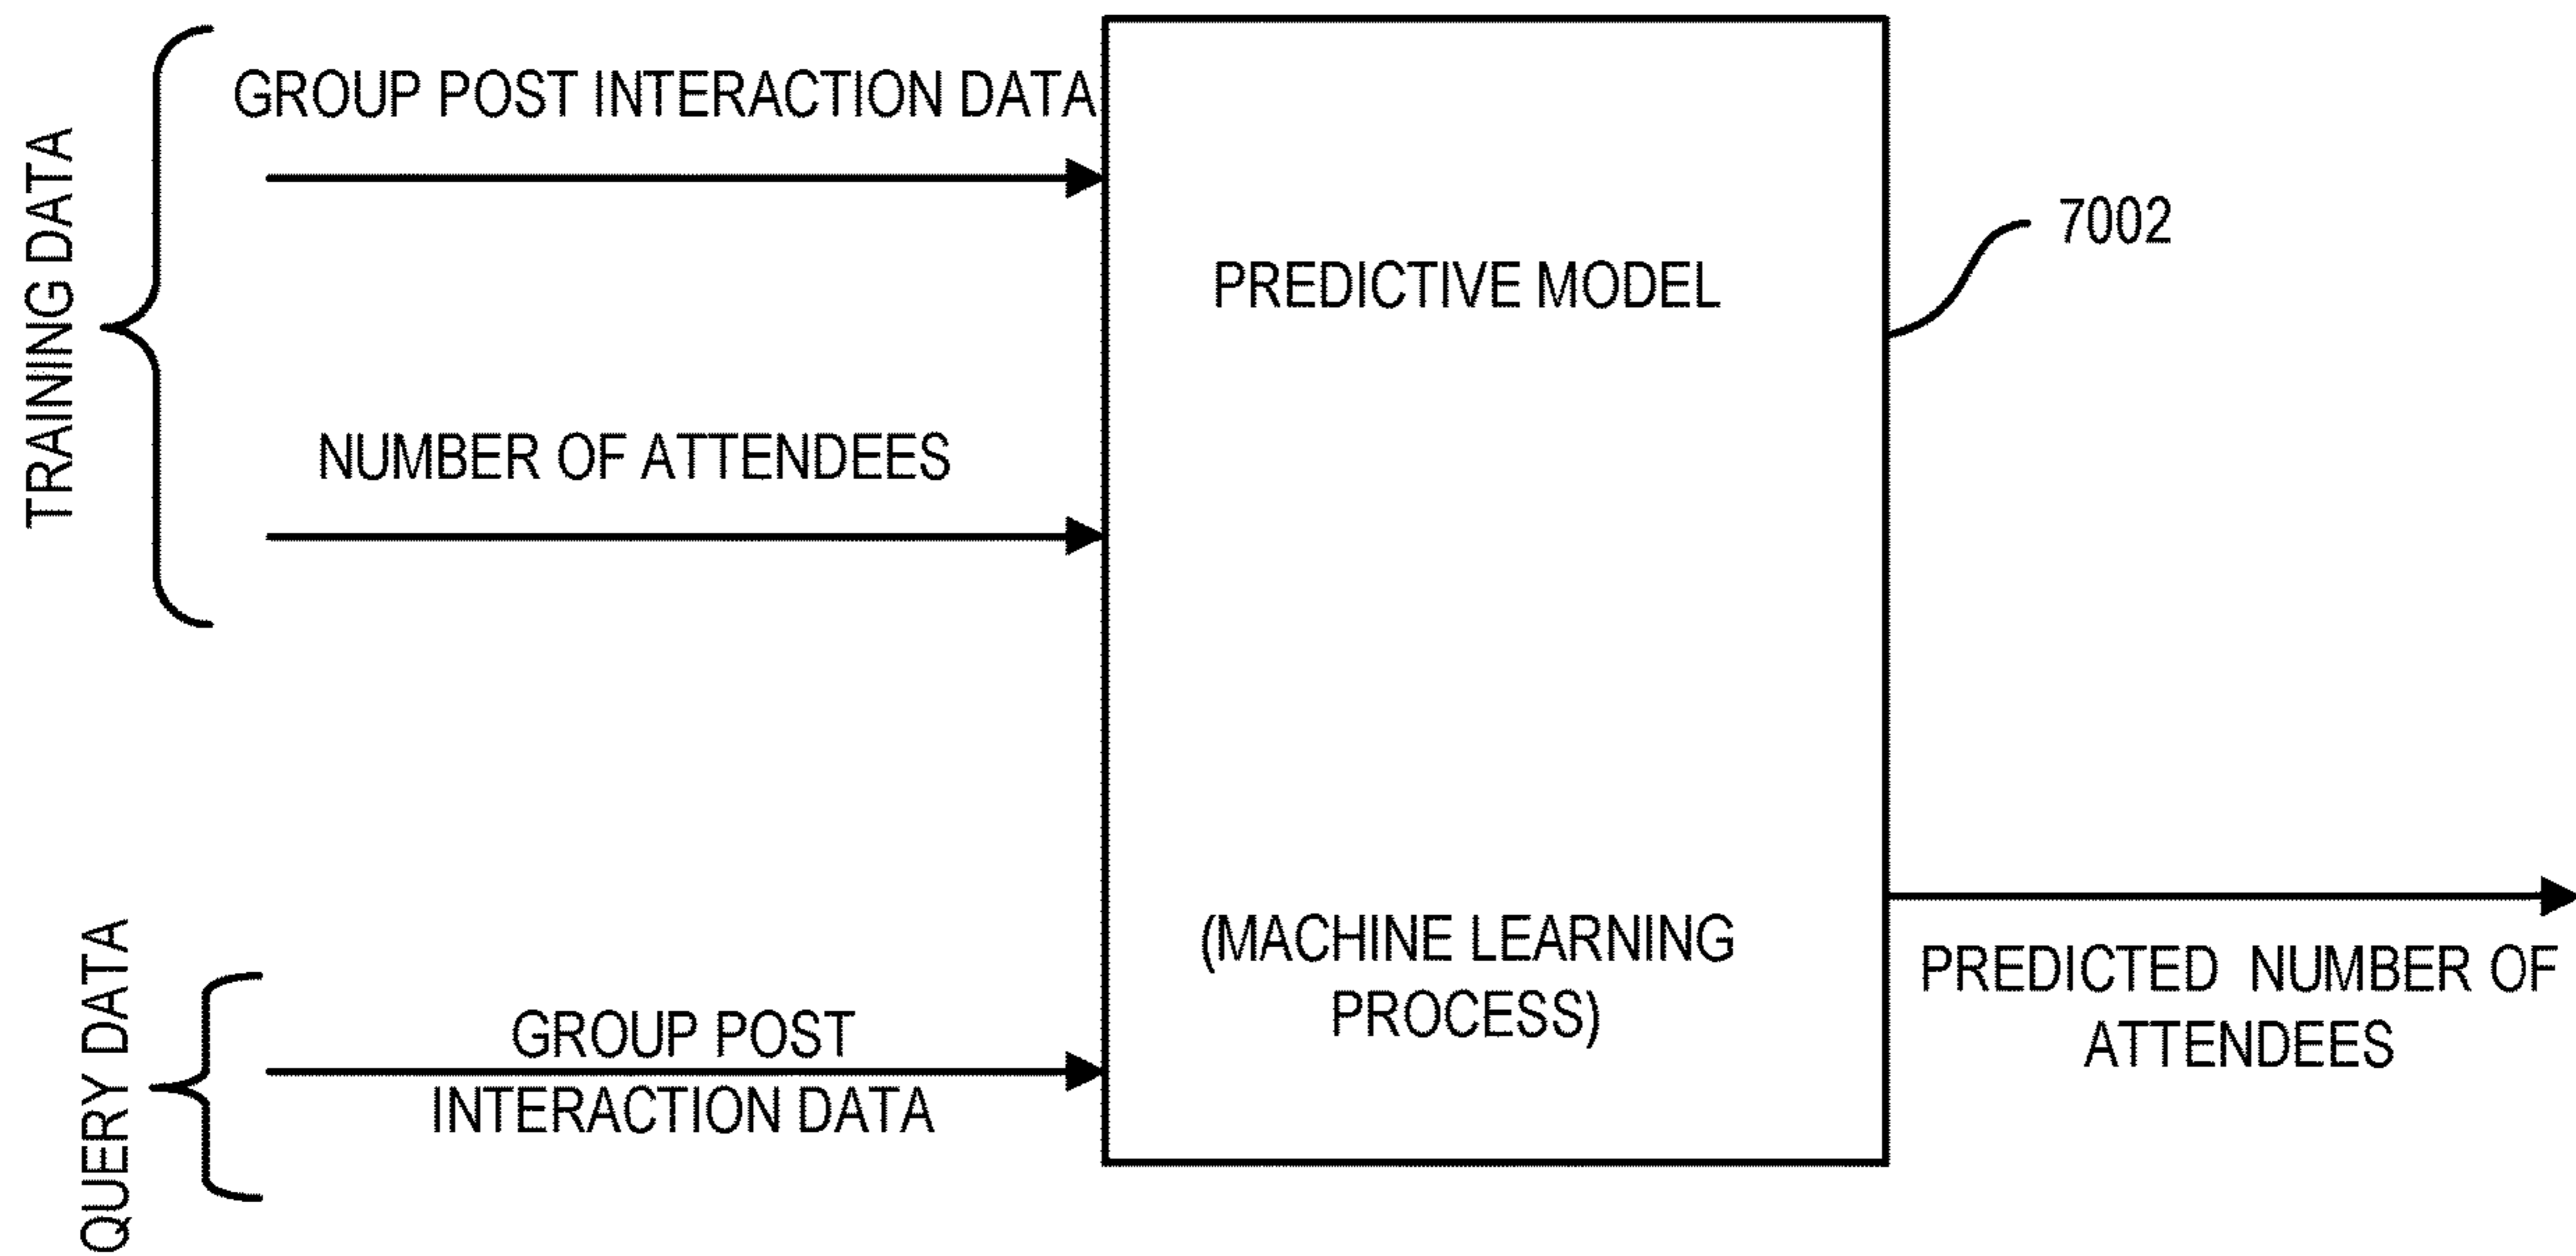 TRAINING DATA
GROUP POST INTERACTION DATA
NUMBER OF ATTENDEES
PREDICTIVE MODEL
7002
QUERY DATA
GROUP POST
INTERACTION DATA
(MACHINE LEARNING
PROCESS)
PREDICTED NUMBER OF
ATTENDEES